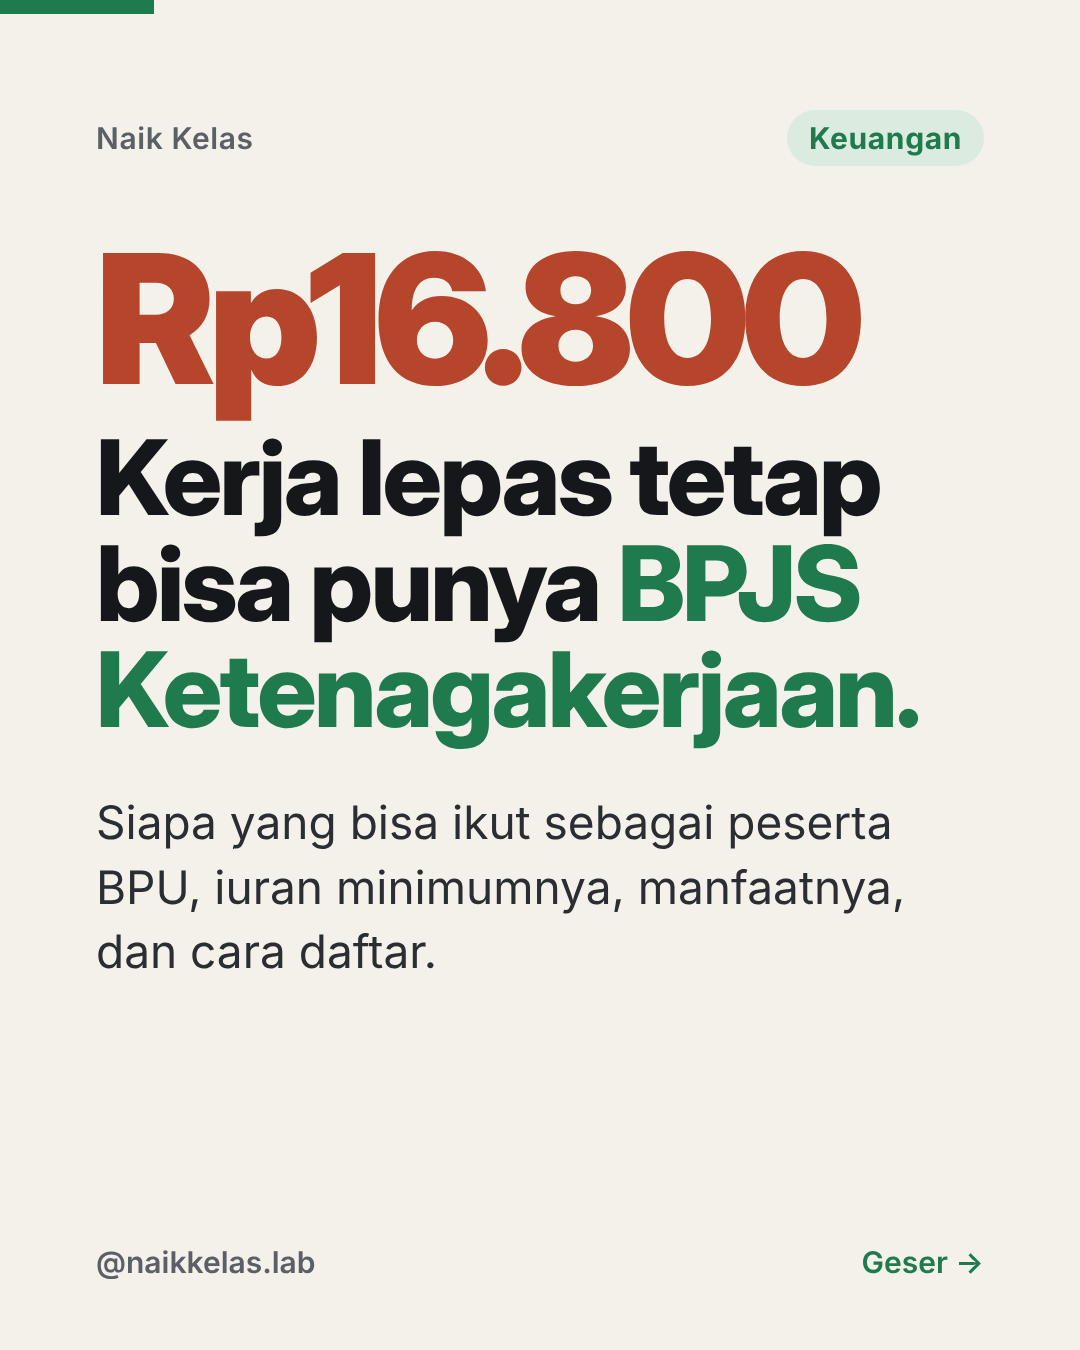 Naik Kelas
Keuangan
Rp16.800
Kerja lepas tetap
bisa punya BPJS
Ketenagakerjaan.
Siapa yang bisa ikut sebagai peserta
BPU, iuran minimumnya, manfaatnya,
dan cara daftar.
@naikkelas.lab
Geser →